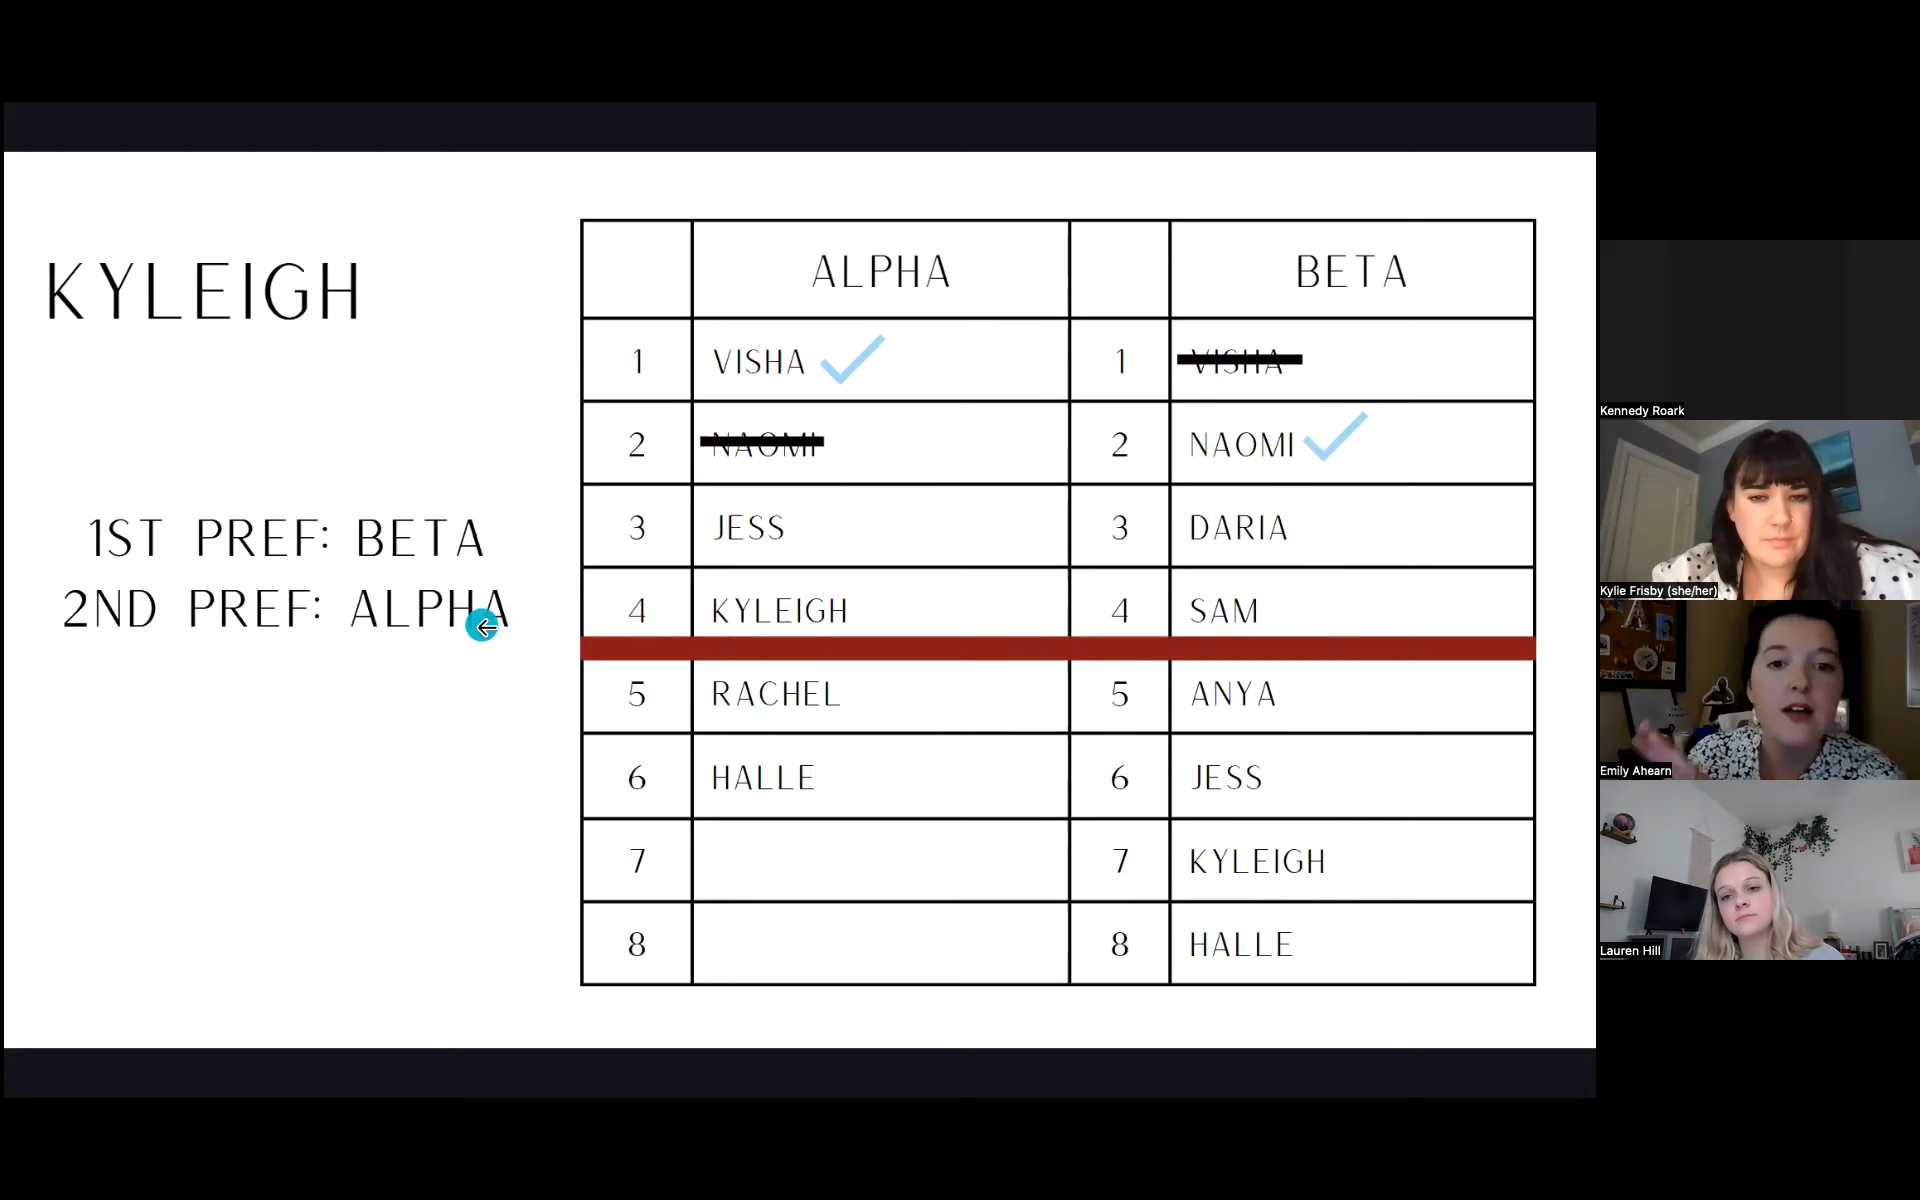 KYLEIGH
1ST PREF: BETA
2ND PREF: ALPHA
ALPHA BETA
1 VISHA 1 VISHA
2 NAOMI 2 NAOMI
3 JESS 3 DARIA
4 KYLEIGH 4 SAM
5 RACHEL 5 ANYA
6 HALLE 6 JESS
7 7 KYLEIGH
8 8 HALLE
Kennedy Roark
Kylie Frisby (she/her)
Emily Ahearn
Lauren Hill